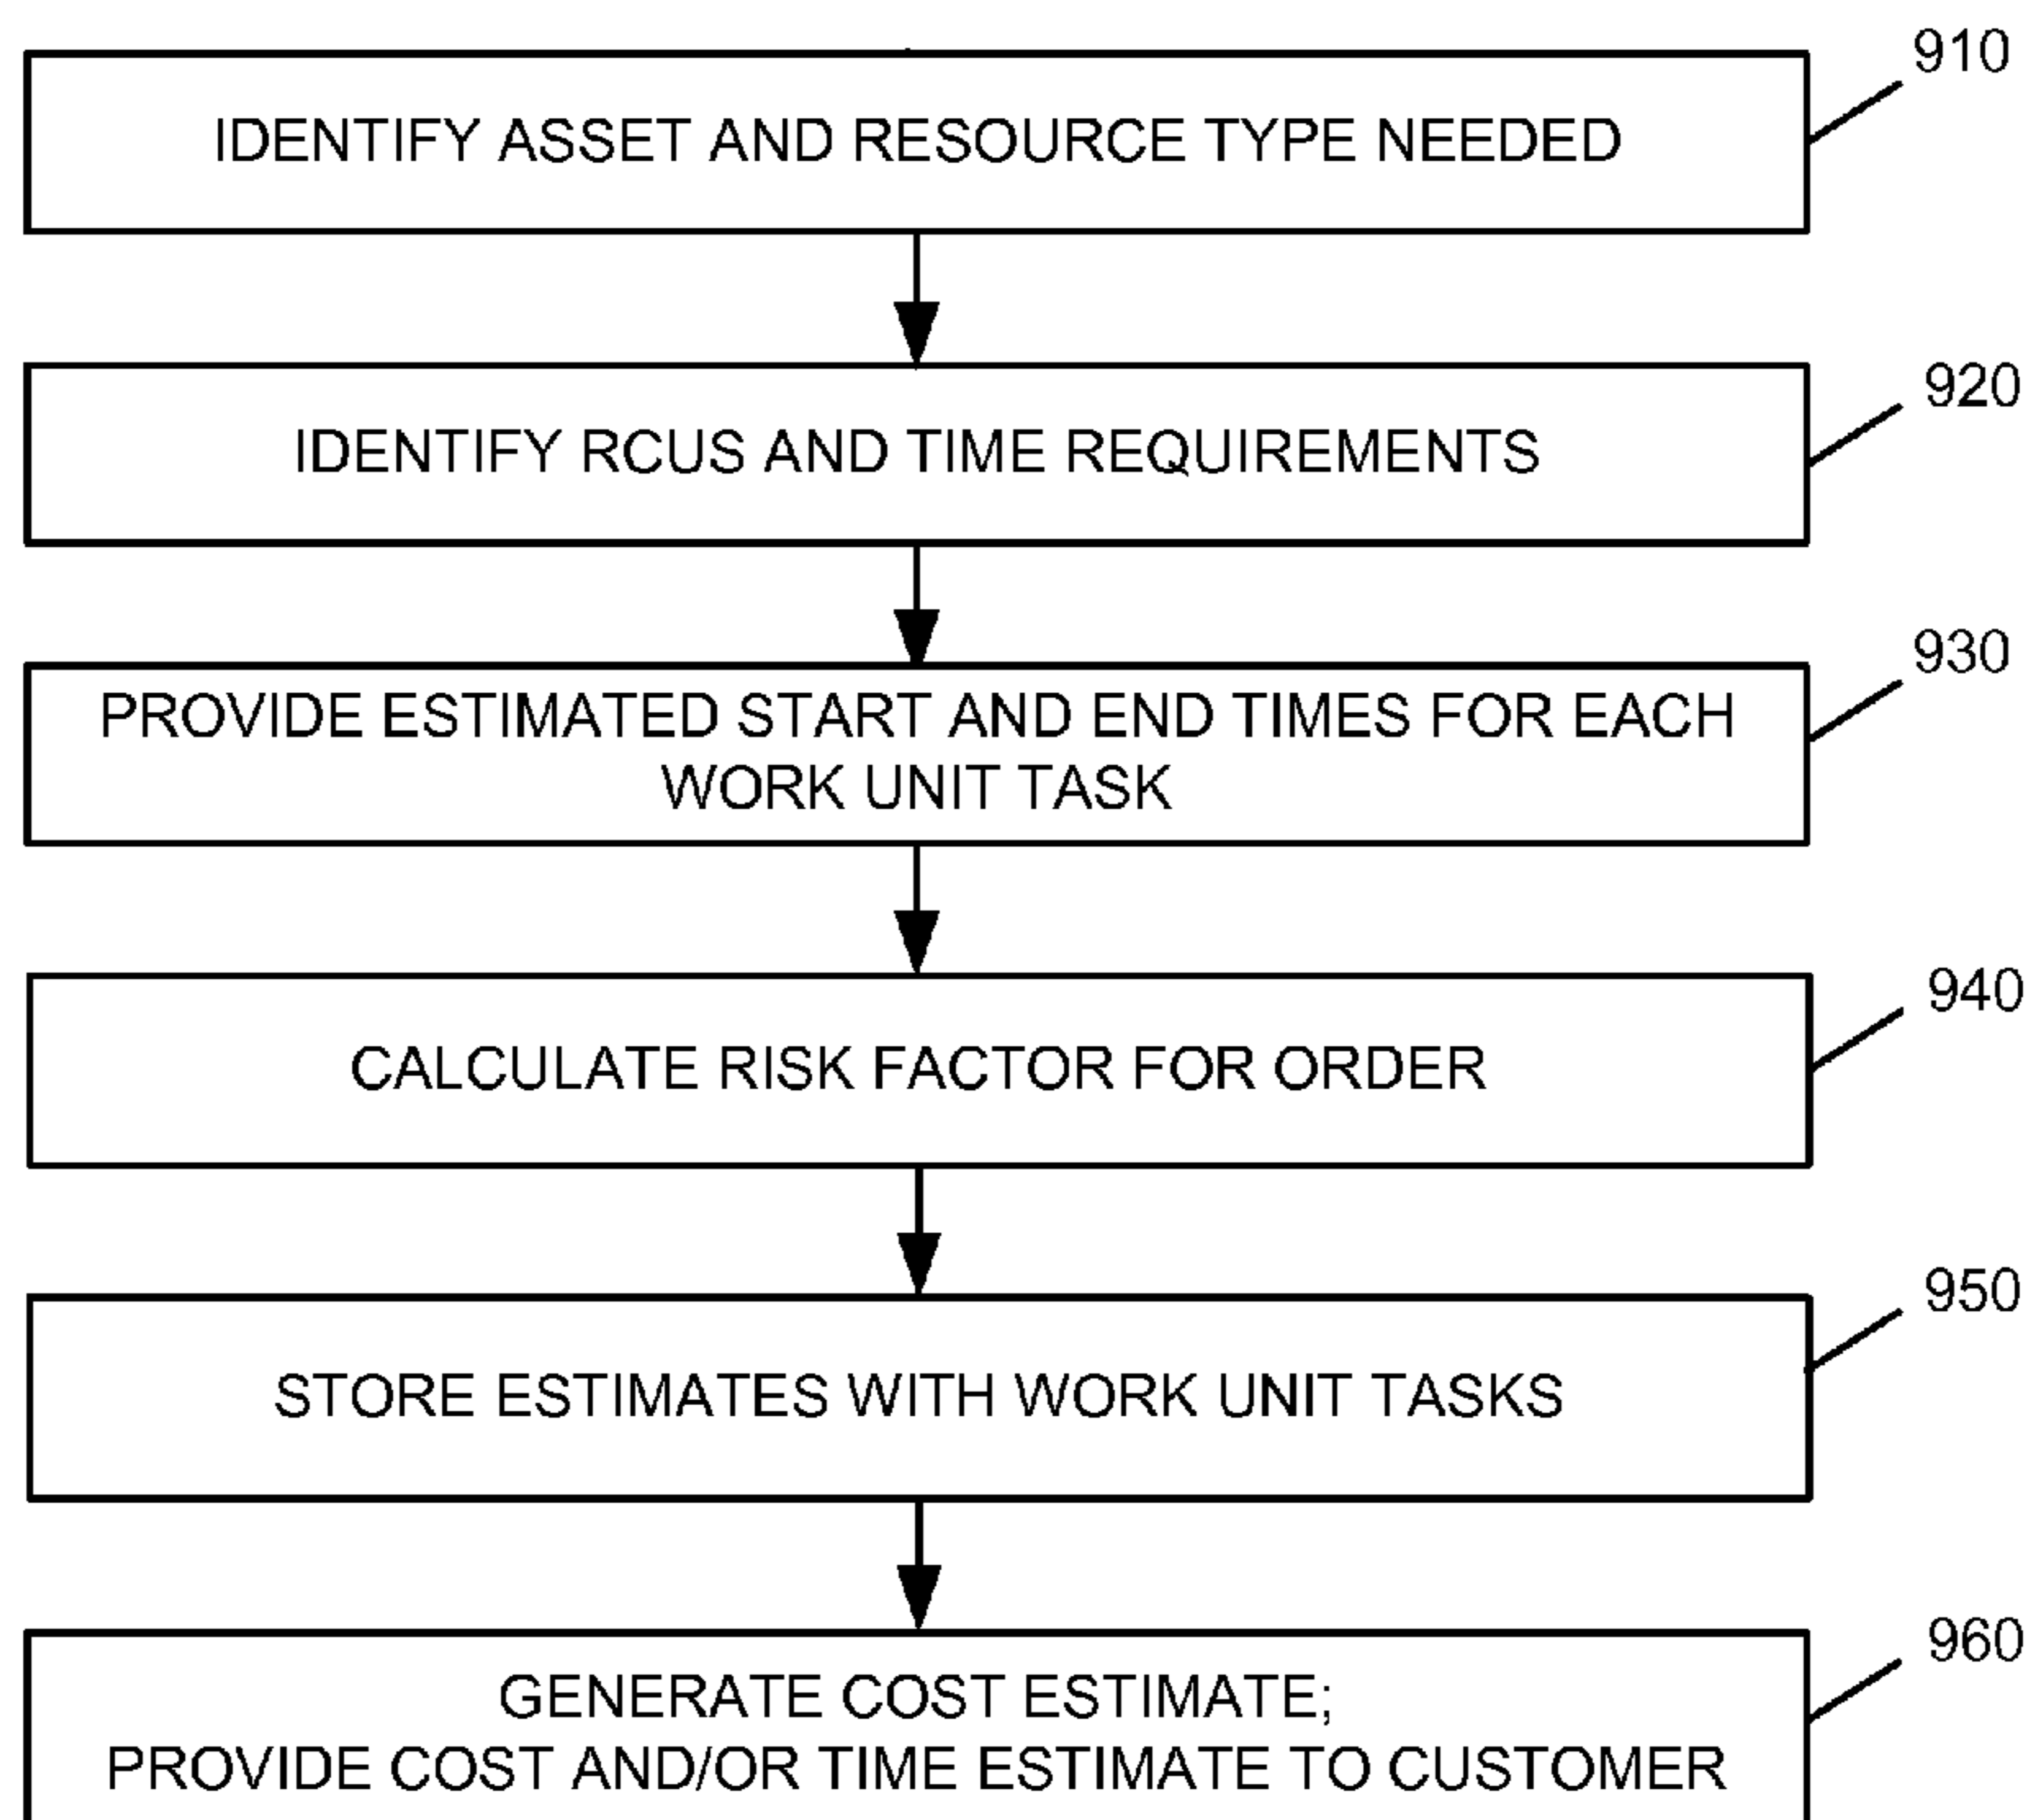 910
IDENTIFY ASSET AND RESOURCE TYPE NEEDED
920
IDENTIFY RCUS AND TIME REQUIREMENTS
930
PROVIDE ESTIMATED START AND END TIMES FOR EACH
WORK UNIT TASK
940
CALCULATE RISK FACTOR FOR ORDER
950
STORE ESTIMATES WITH WORK UNIT TASKS
960
GENERATE COST ESTIMATE;
PROVIDE COST AND/OR TIME ESTIMATE TO CUSTOMER